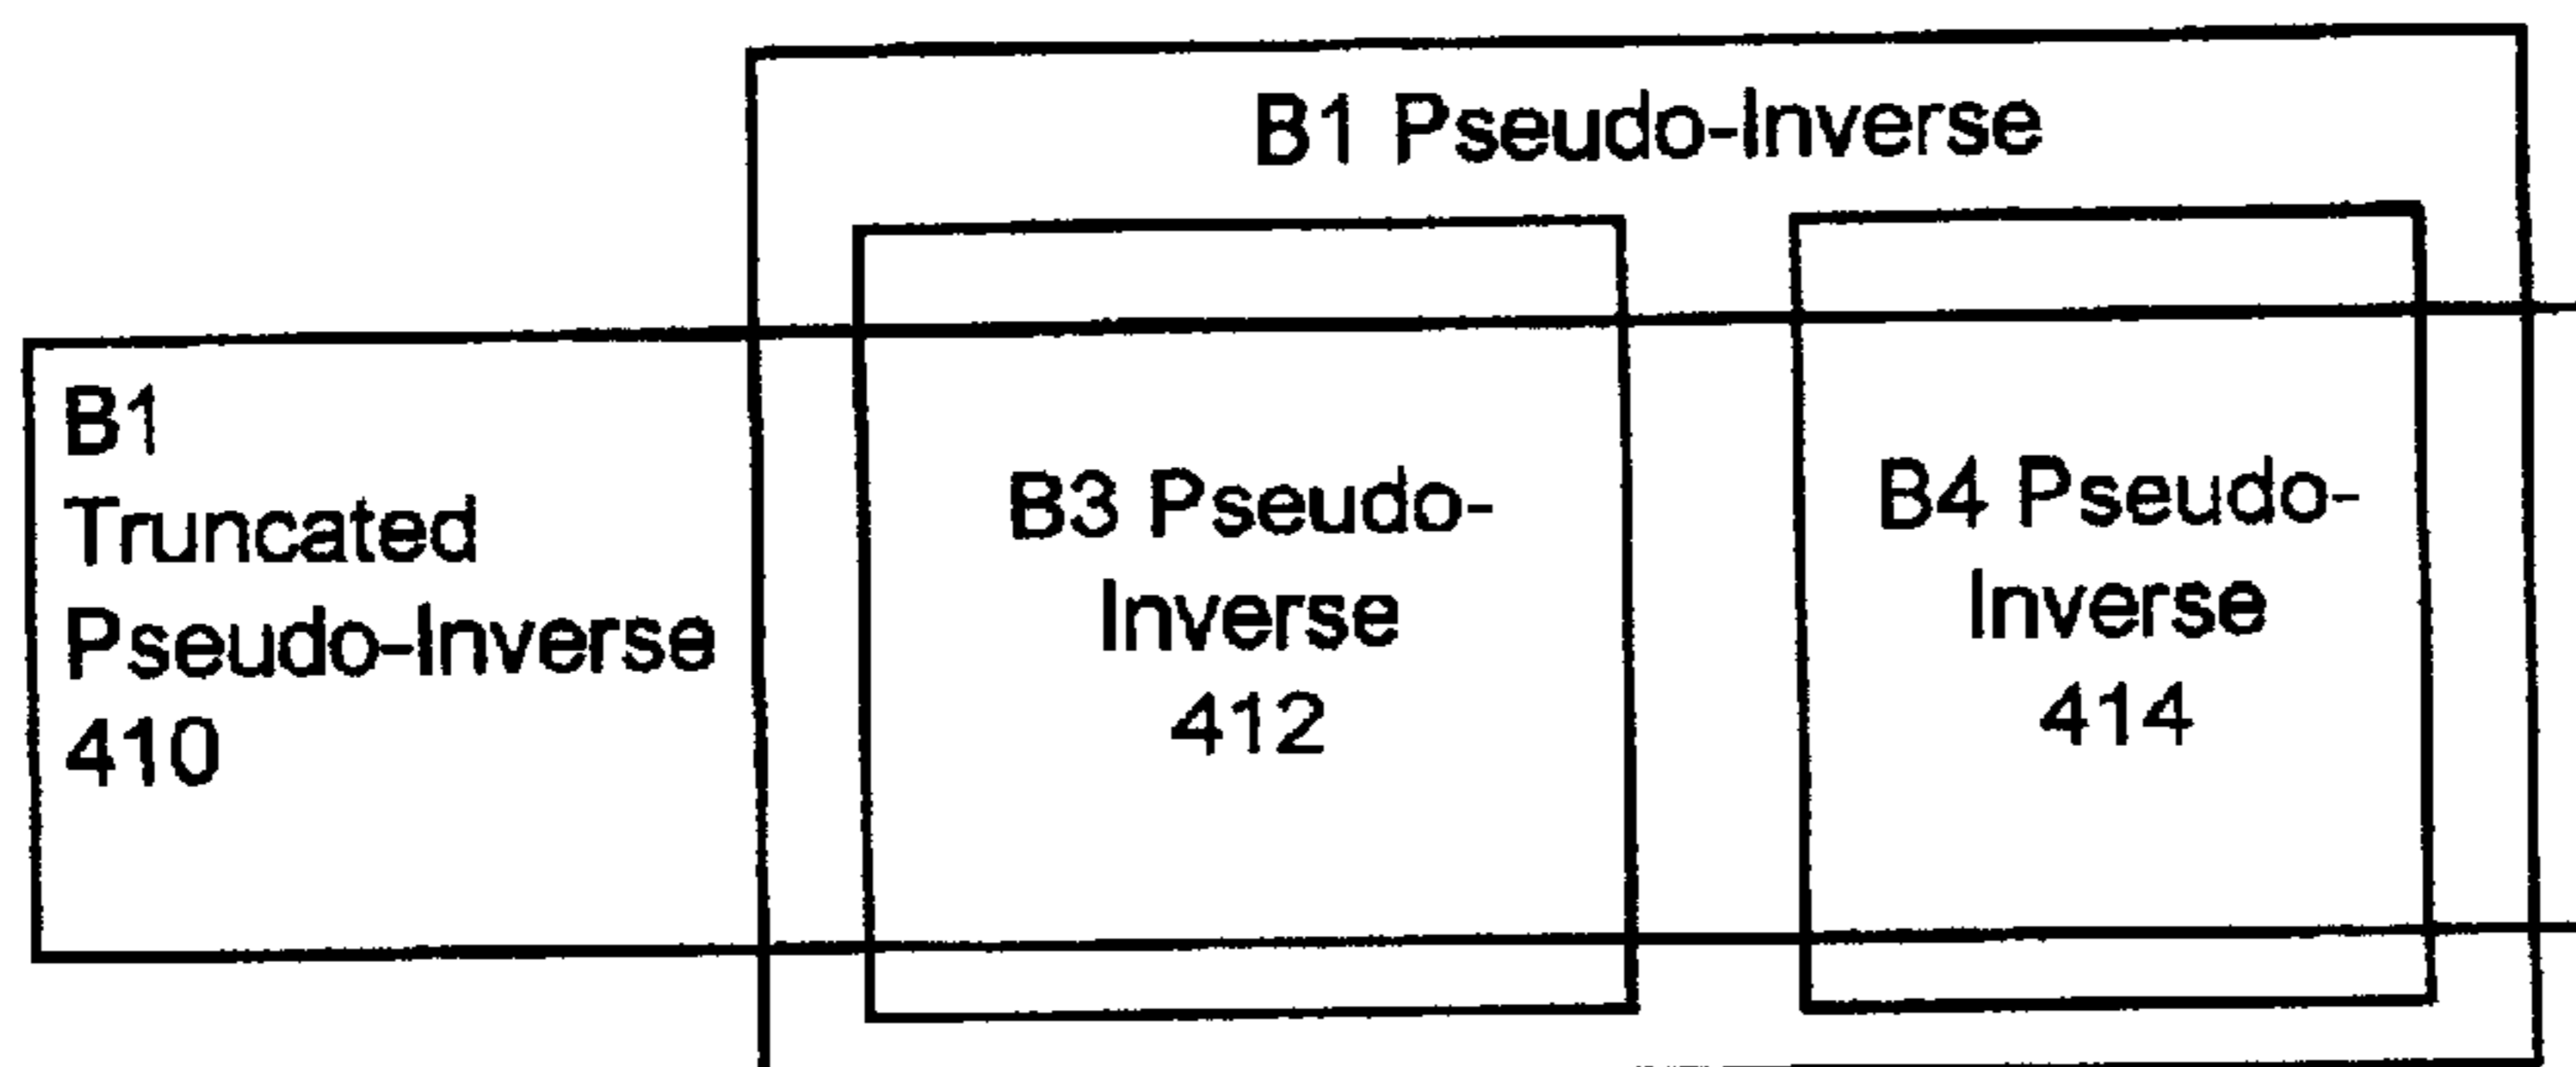 B1 Pseudo-Inverse
B1
Truncated
Pseudo-Inverse
410
B3 Pseudo-
Inverse
412
B4 Pseudo-
Inverse
414